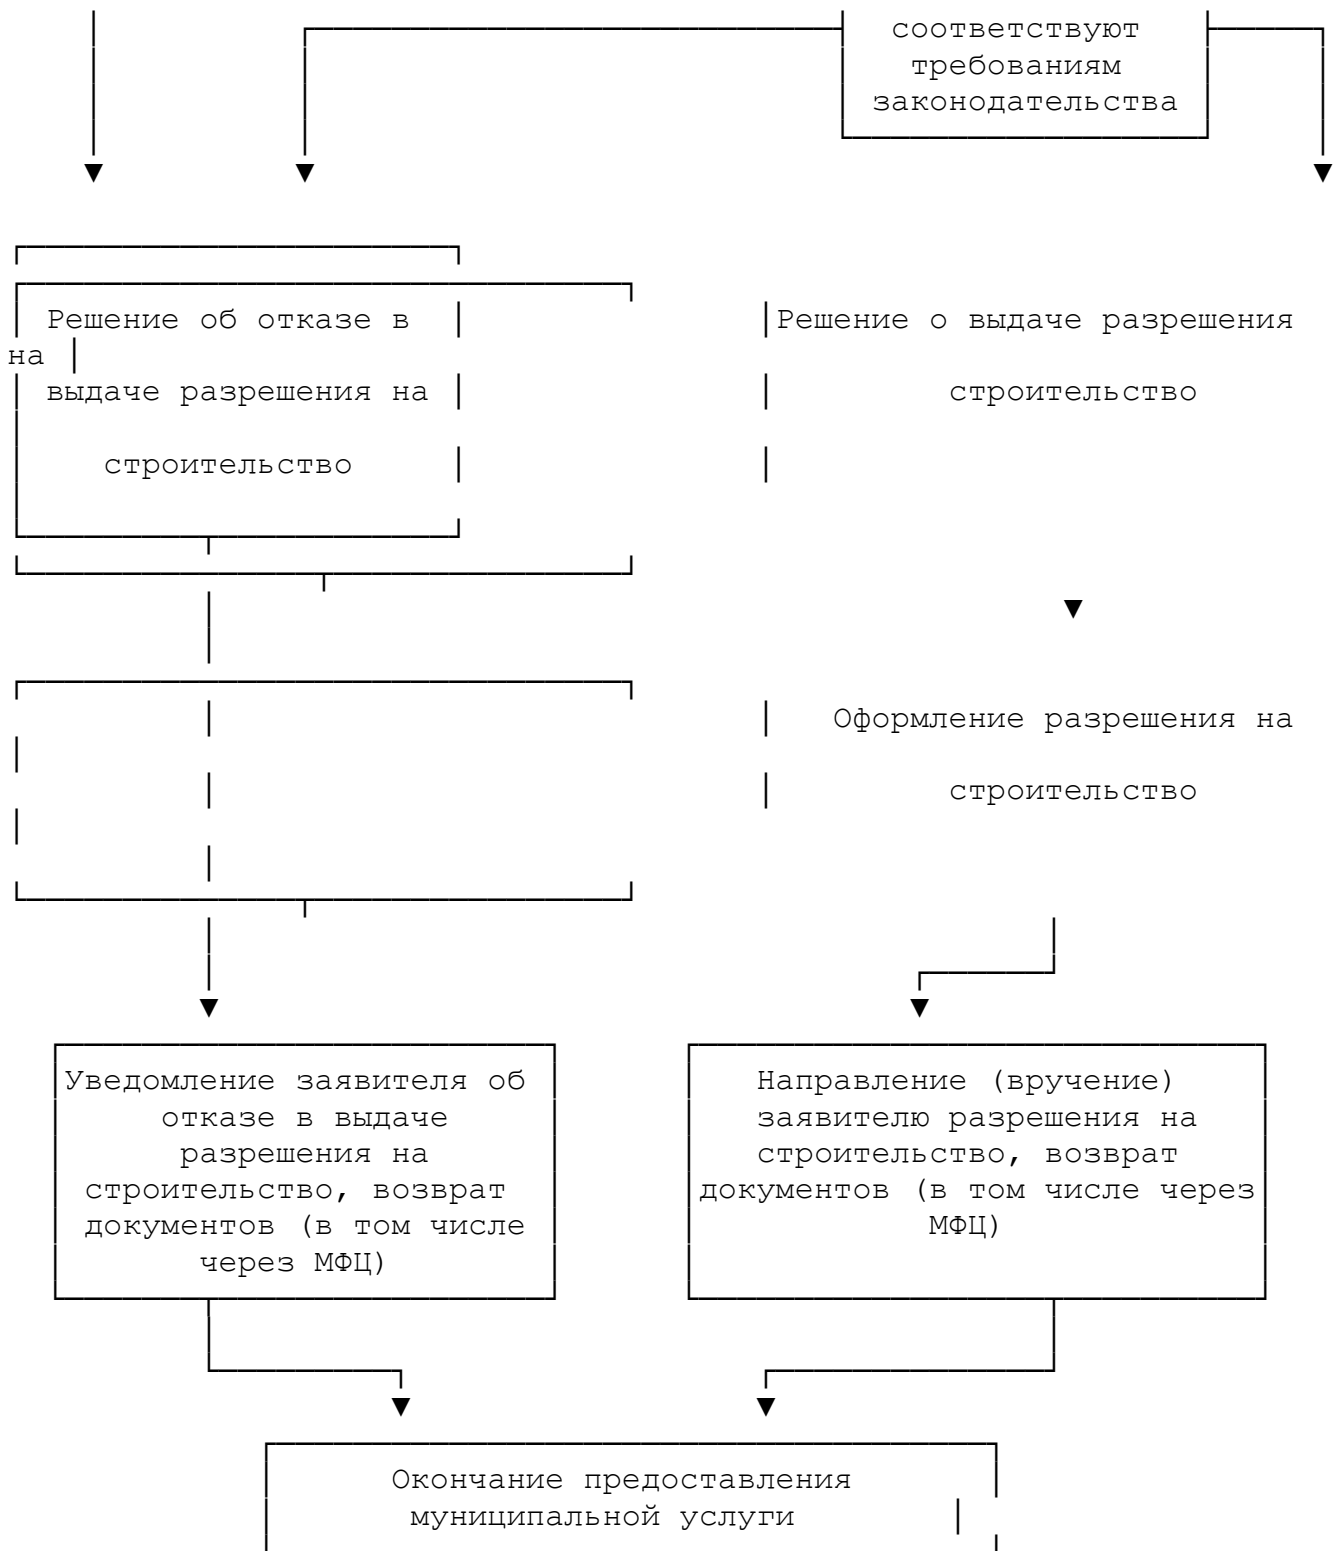 соответствуют
требованиям
законодательства
Решение об отказе в Решение о выдаче разрешения
на
выдаче разрешения на строительство
строительство
Оформление разрешения на
строительство
Уведомление заявителя об
отказе в выдаче
разрешения на
строительство, возврат
документов (в том числе
через МФЦ)
Направление (вручение)
заявителю разрешения на
строительство, возврат
документов (в том числе через
МФЦ)
Окончание предоставления
муниципальной услуги